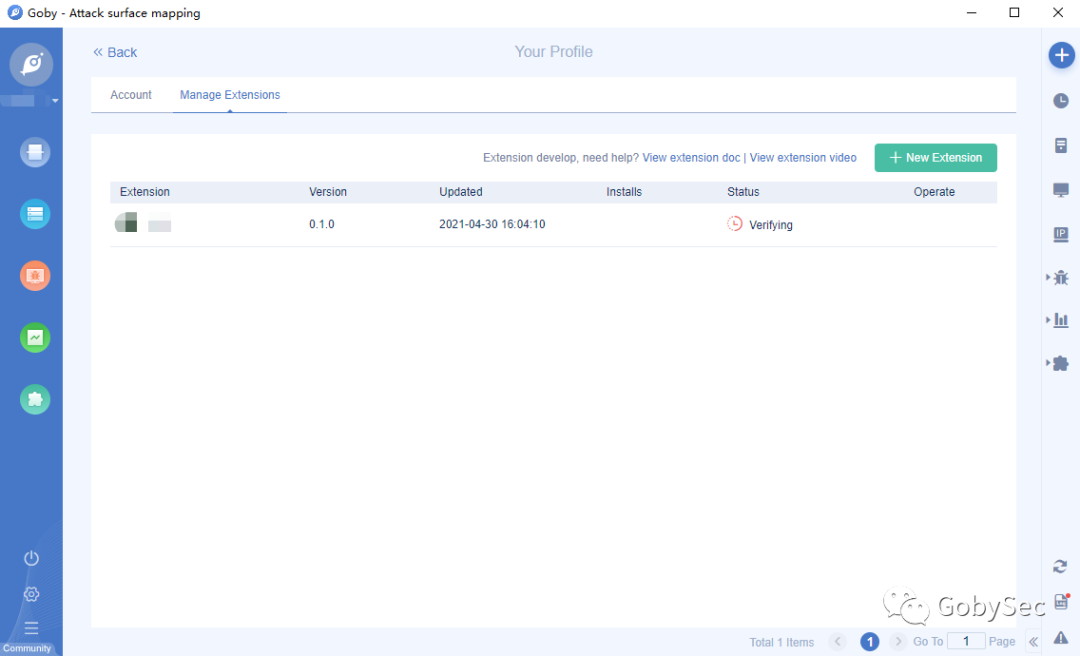 Goby - Attack surface mapping
« Back
Your Profile
Account Manage Extensions
Extension develop, need help? View extension doc | View extension video + New Extension
Extension Version Updated Installs Status Operate
0.1.0 2021-04-30 16:04:10 Verifying
IP
GobySec
Total 1 Items < 1 > Go To 1 Page «
Community